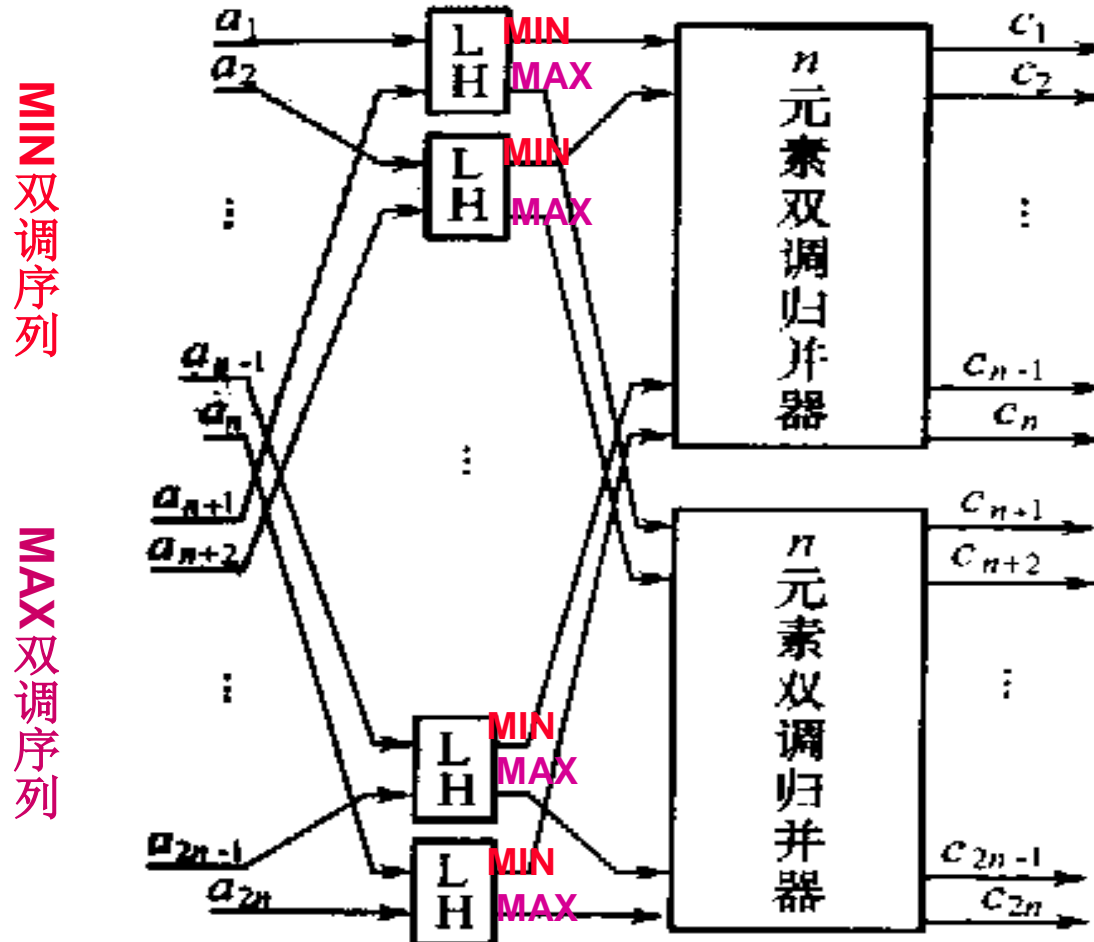 MIN双调序列
MAX双调序列
a₁
a₂
⋮
aₙ₋₁
aₙ
aₙ₊₁
aₙ₊₂
⋮
a₂ₙ₋₁
a₂ₙ
L MIN
H MAX
L MIN
H MAX
⋮
L MIN
H MAX
L MIN
H MAX
n元素双调归并器
n元素双调归并器
c₁
c₂
⋮
cₙ₋₁
cₙ
cₙ₊₁
cₙ₊₂
⋮
c₂ₙ₋₁
c₂ₙ